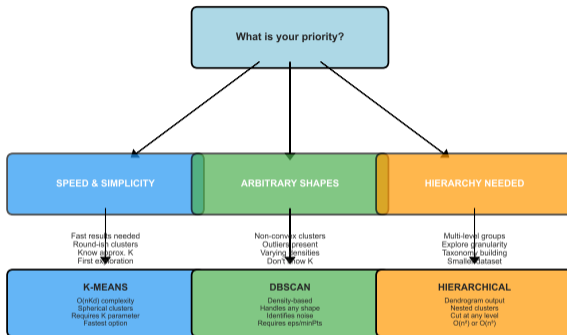 What is your priority?
SPEED & SIMPLICITY
ARBITRARY SHAPES
HIERARCHY NEEDED
Fast results needed
Round-ish clusters
Know approx. K
First exploration
Non-convex clusters
Outliers present
Varying densities
Don't know K
Multi-level groups
Explore granularity
Taxonomy building
Smaller dataset
K-MEANS
O(nKd) complexity
Spherical clusters
Requires K parameter
Fastest option
DBSCAN
Density-based
Handles any shape
Identifies noise
Requires eps/minPts
HIERARCHICAL
Dendrogram output
Nested clusters
Cut at any level